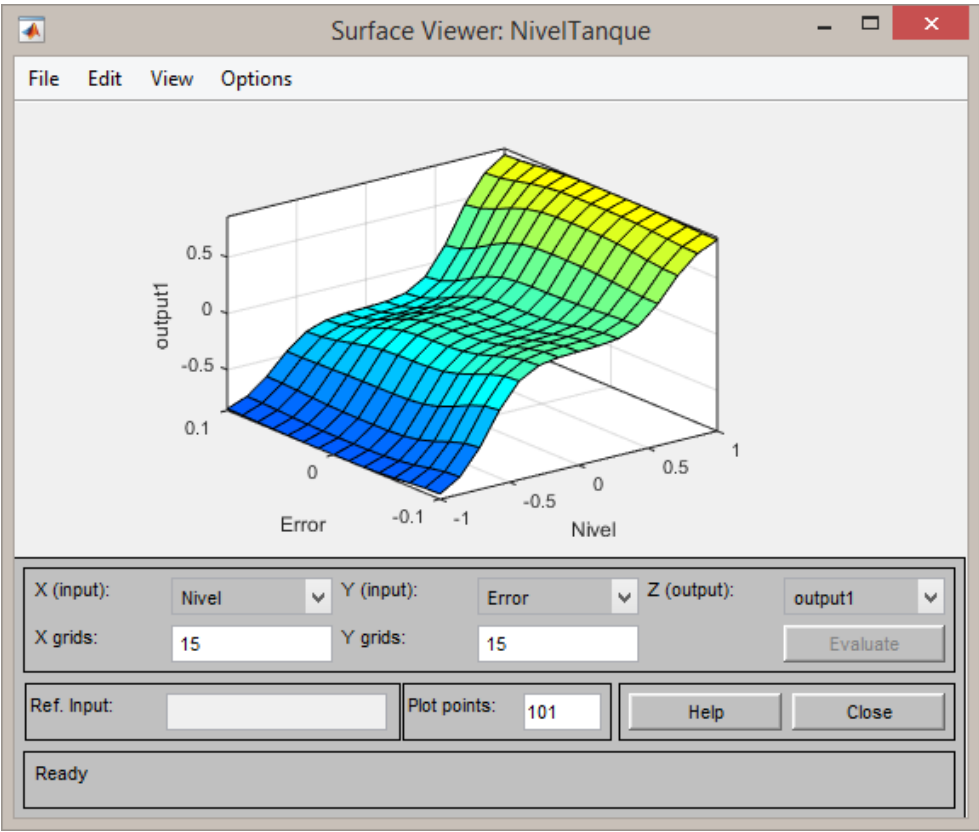 Surface Viewer: NivelTanque
File Edit View Options
0.5
0
-0.5
output1
0.1
0
-0.1
Error
-1
-0.5
0
0.5
1
Nivel
X (input): Nivel Y (input): Error Z (output): output1
X grids: 15 Y grids: 15 Evaluate
Ref. Input: Plot points: 101 Help Close
Ready